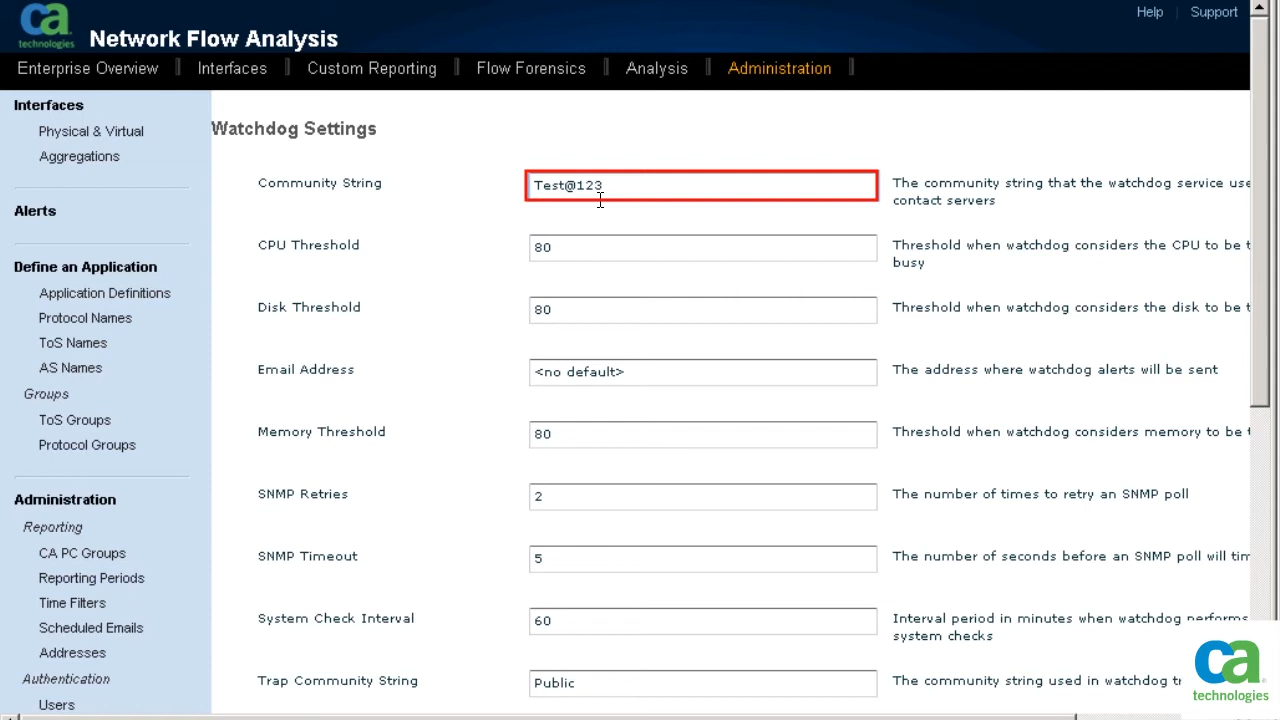 ca
technologies
Network Flow Analysis
Help | Support
Enterprise Overview | Interfaces | Custom Reporting | Flow Forensics | Analysis | Administration |
Interfaces
Physical & Virtual
Aggregations
Alerts
Define an Application
Application Definitions
Protocol Names
ToS Names
AS Names
Groups
ToS Groups
Protocol Groups
Administration
Reporting
CA PC Groups
Reporting Periods
Time Filters
Scheduled Emails
Addresses
Authentication
Users
Watchdog Settings
Community String
Test@123
The community string that the watchdog service use
contact servers
CPU Threshold
80
Threshold when watchdog considers the CPU to be t
busy
Disk Threshold
80
Threshold when watchdog considers the disk to be t
Email Address
<no default>
The address where watchdog alerts will be sent
Memory Threshold
80
Threshold when watchdog considers memory to be t
SNMP Retries
2
The number of times to retry an SNMP poll
SNMP Timeout
5
The number of seconds before an SNMP poll will tim
System Check Interval
60
Interval period in minutes when watchdog performs
system checks
Trap Community String
Public
The community string used in watchdog tr
ca
technologies